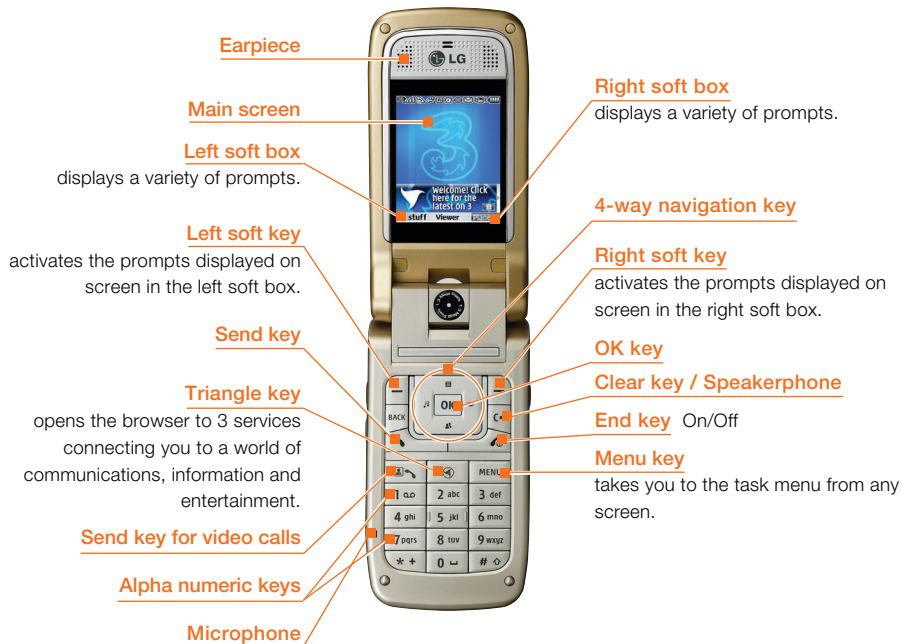 Earpiece
Main screen
Left soft box
displays a variety of prompts.
Left soft key
activates the prompts displayed on
screen in the left soft box.
Send key
Triangle key
opens the browser to 3 services
connecting you to a world of
communications, information and
entertainment.
Send key for video calls
Alpha numeric keys
Microphone
LG
3
Welcome! Click
here for the
latest on 3
stuff Viewer
OK
BACK
C
MENU
1 2 abc 3 def
4 ghi 5 jkl 6 mno
7 pqrs 8 tuv 9 wxyz
* + 0 #
Right soft box
displays a variety of prompts.
4-way navigation key
Right soft key
activates the prompts displayed on
screen in the right soft box.
OK key
Clear key / Speakerphone
End key On/Off
Menu key
takes you to the task menu from any
screen.